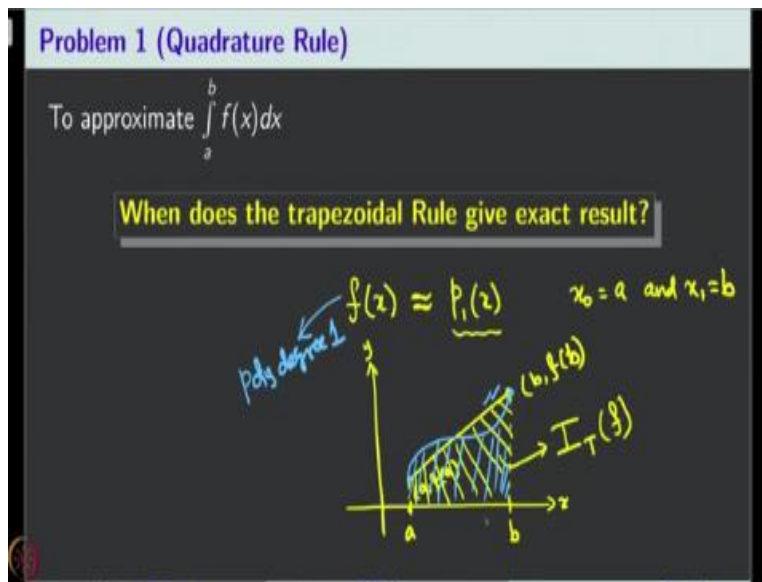 Problem 1 (Quadrature Rule)
To approximate ∫ₐᵇ f(x)dx
When does the trapezoidal Rule give exact result?
f(x) ≈ p₁(x) x₀ = a and x₁ = b
poly degree 1
y
(b, f(b)
I_T(f)
(a, f(a)
x
a b